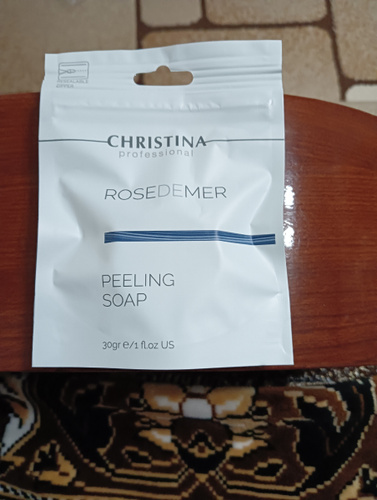 CHRISTINA
professional
ROSEDEMER
PEELING
SOAP
30gr e/1 fl.oz US